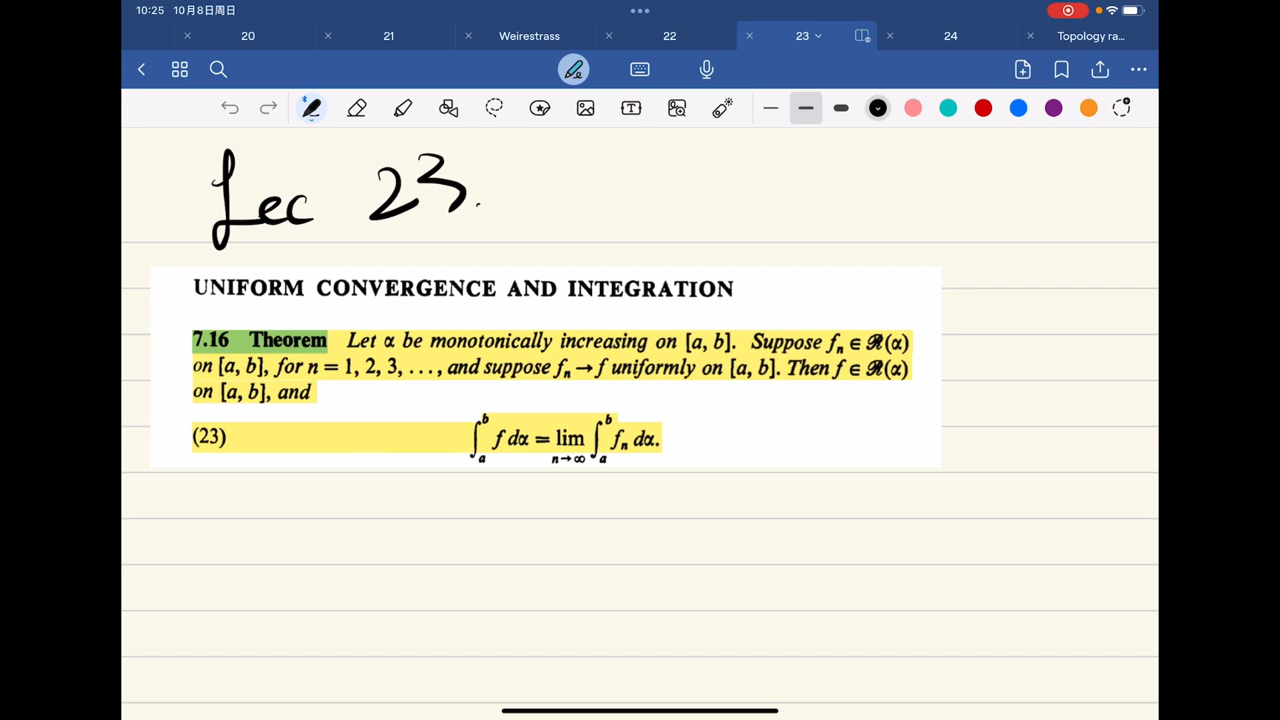 10:25 10月8日周日
20 21 Weirestrass 22 23 24 Topology ra...
Lec 23.
UNIFORM CONVERGENCE AND INTEGRATION
7.16 Theorem Let α be monotonically increasing on [a, b]. Suppose fₙ ∈ ℛ(α)
on [a, b], for n = 1, 2, 3, . . . , and suppose fₙ → f uniformly on [a, b]. Then f ∈ ℛ(α)
on [a, b], and
(23) ∫ₐᵇ f dα = lim_{n→∞} ∫ₐᵇ fₙ dα.